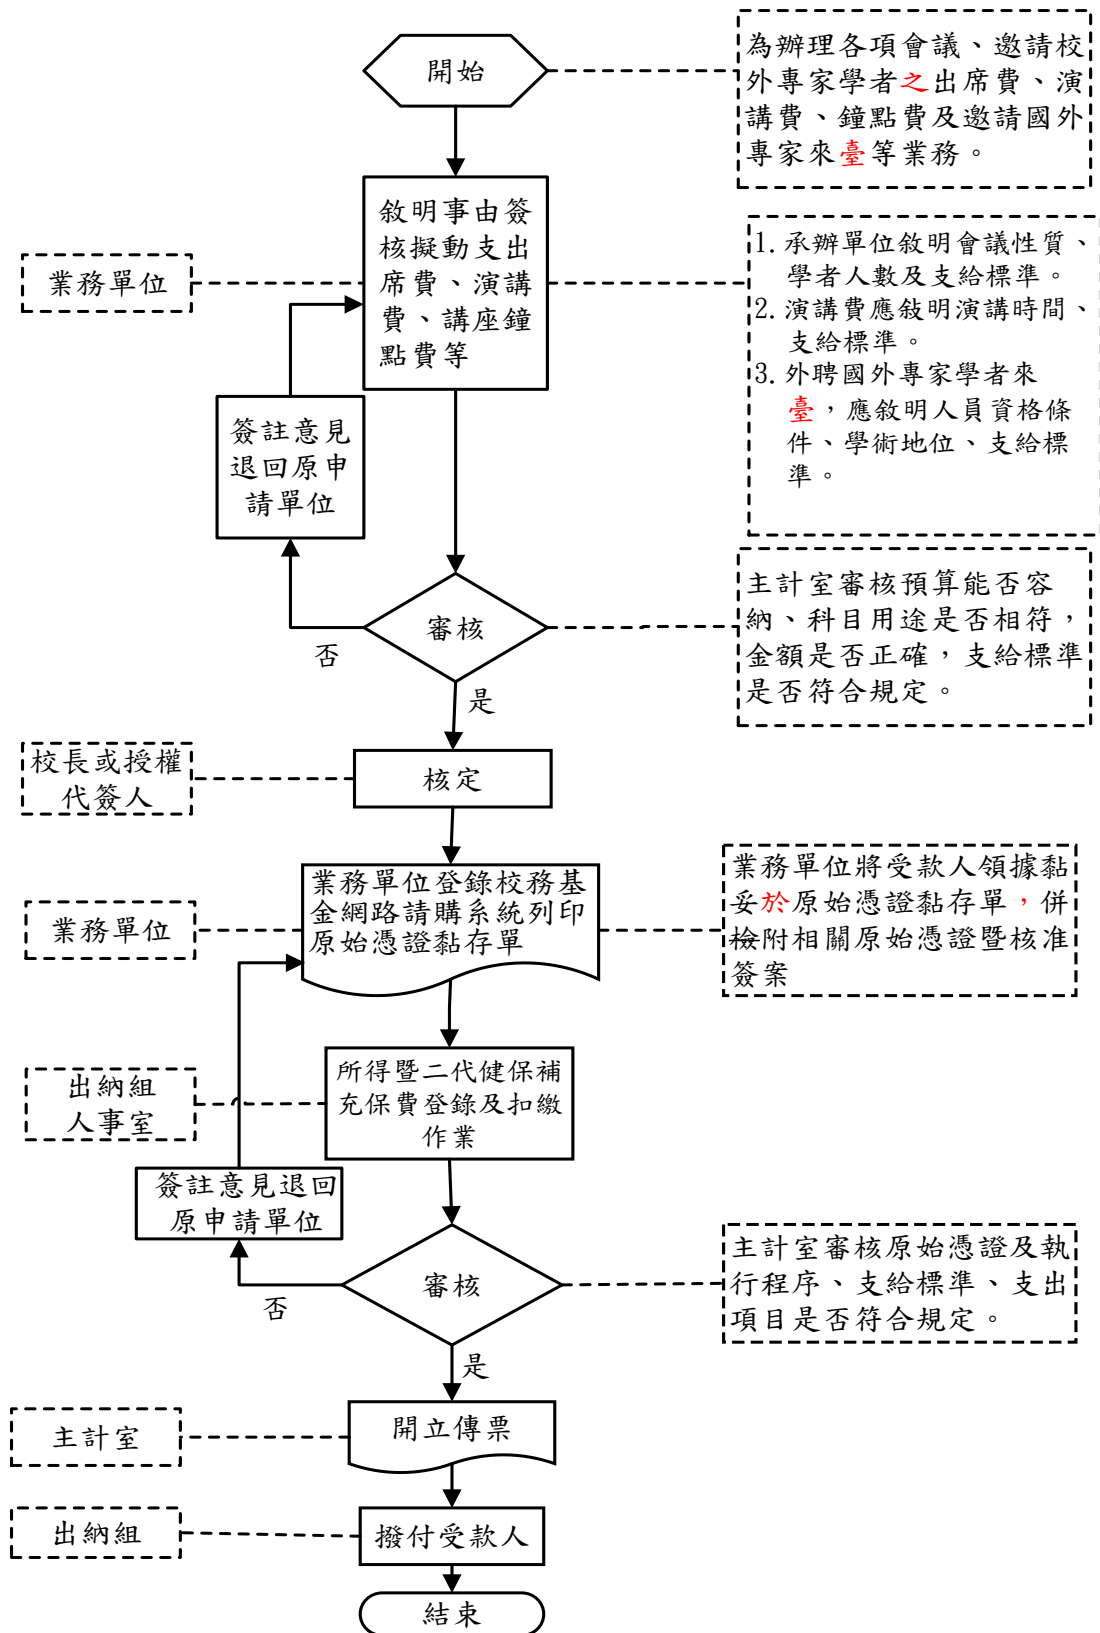 開始
為辦理各項會議、邀請校
外專家學者之出席費、演
講費、鐘點費及邀請國外
專家來臺等業務。
業務單位
敘明事由簽
核擬動支出
席費、演講
費、講座鐘
點費等
1. 承辦單位敘明會議性質、
學者人數及支給標準。
2. 演講費應敍明演講時間、
支給標準。
3. 外聘國外專家學者來
臺，應敘明人員資格條
件、學術地位、支給標
準。
簽註意見
退回原申
請單位
審核
否
是
主計室審核預算能否容
納、科目用途是否相符，
金額是否正確，支給標準
是否符合規定。
校長或授權
代簽人
核定
業務單位
業務單位登錄校務基
金網路請購系統列印
原始憑證黏存單
業務單位將受款人領據黏
妥於原始憑證黏存單，併
檢附相關原始憑證暨核准
簽案
出納組
人事室
所得暨二代健保補
充保費登錄及扣繳
作業
簽註意見退回
原申請單位
審核
否
是
主計室審核原始憑證及執
行程序、支給標準、支出
項目是否符合規定。
主計室
開立傳票
出納組
撥付受款人
結束